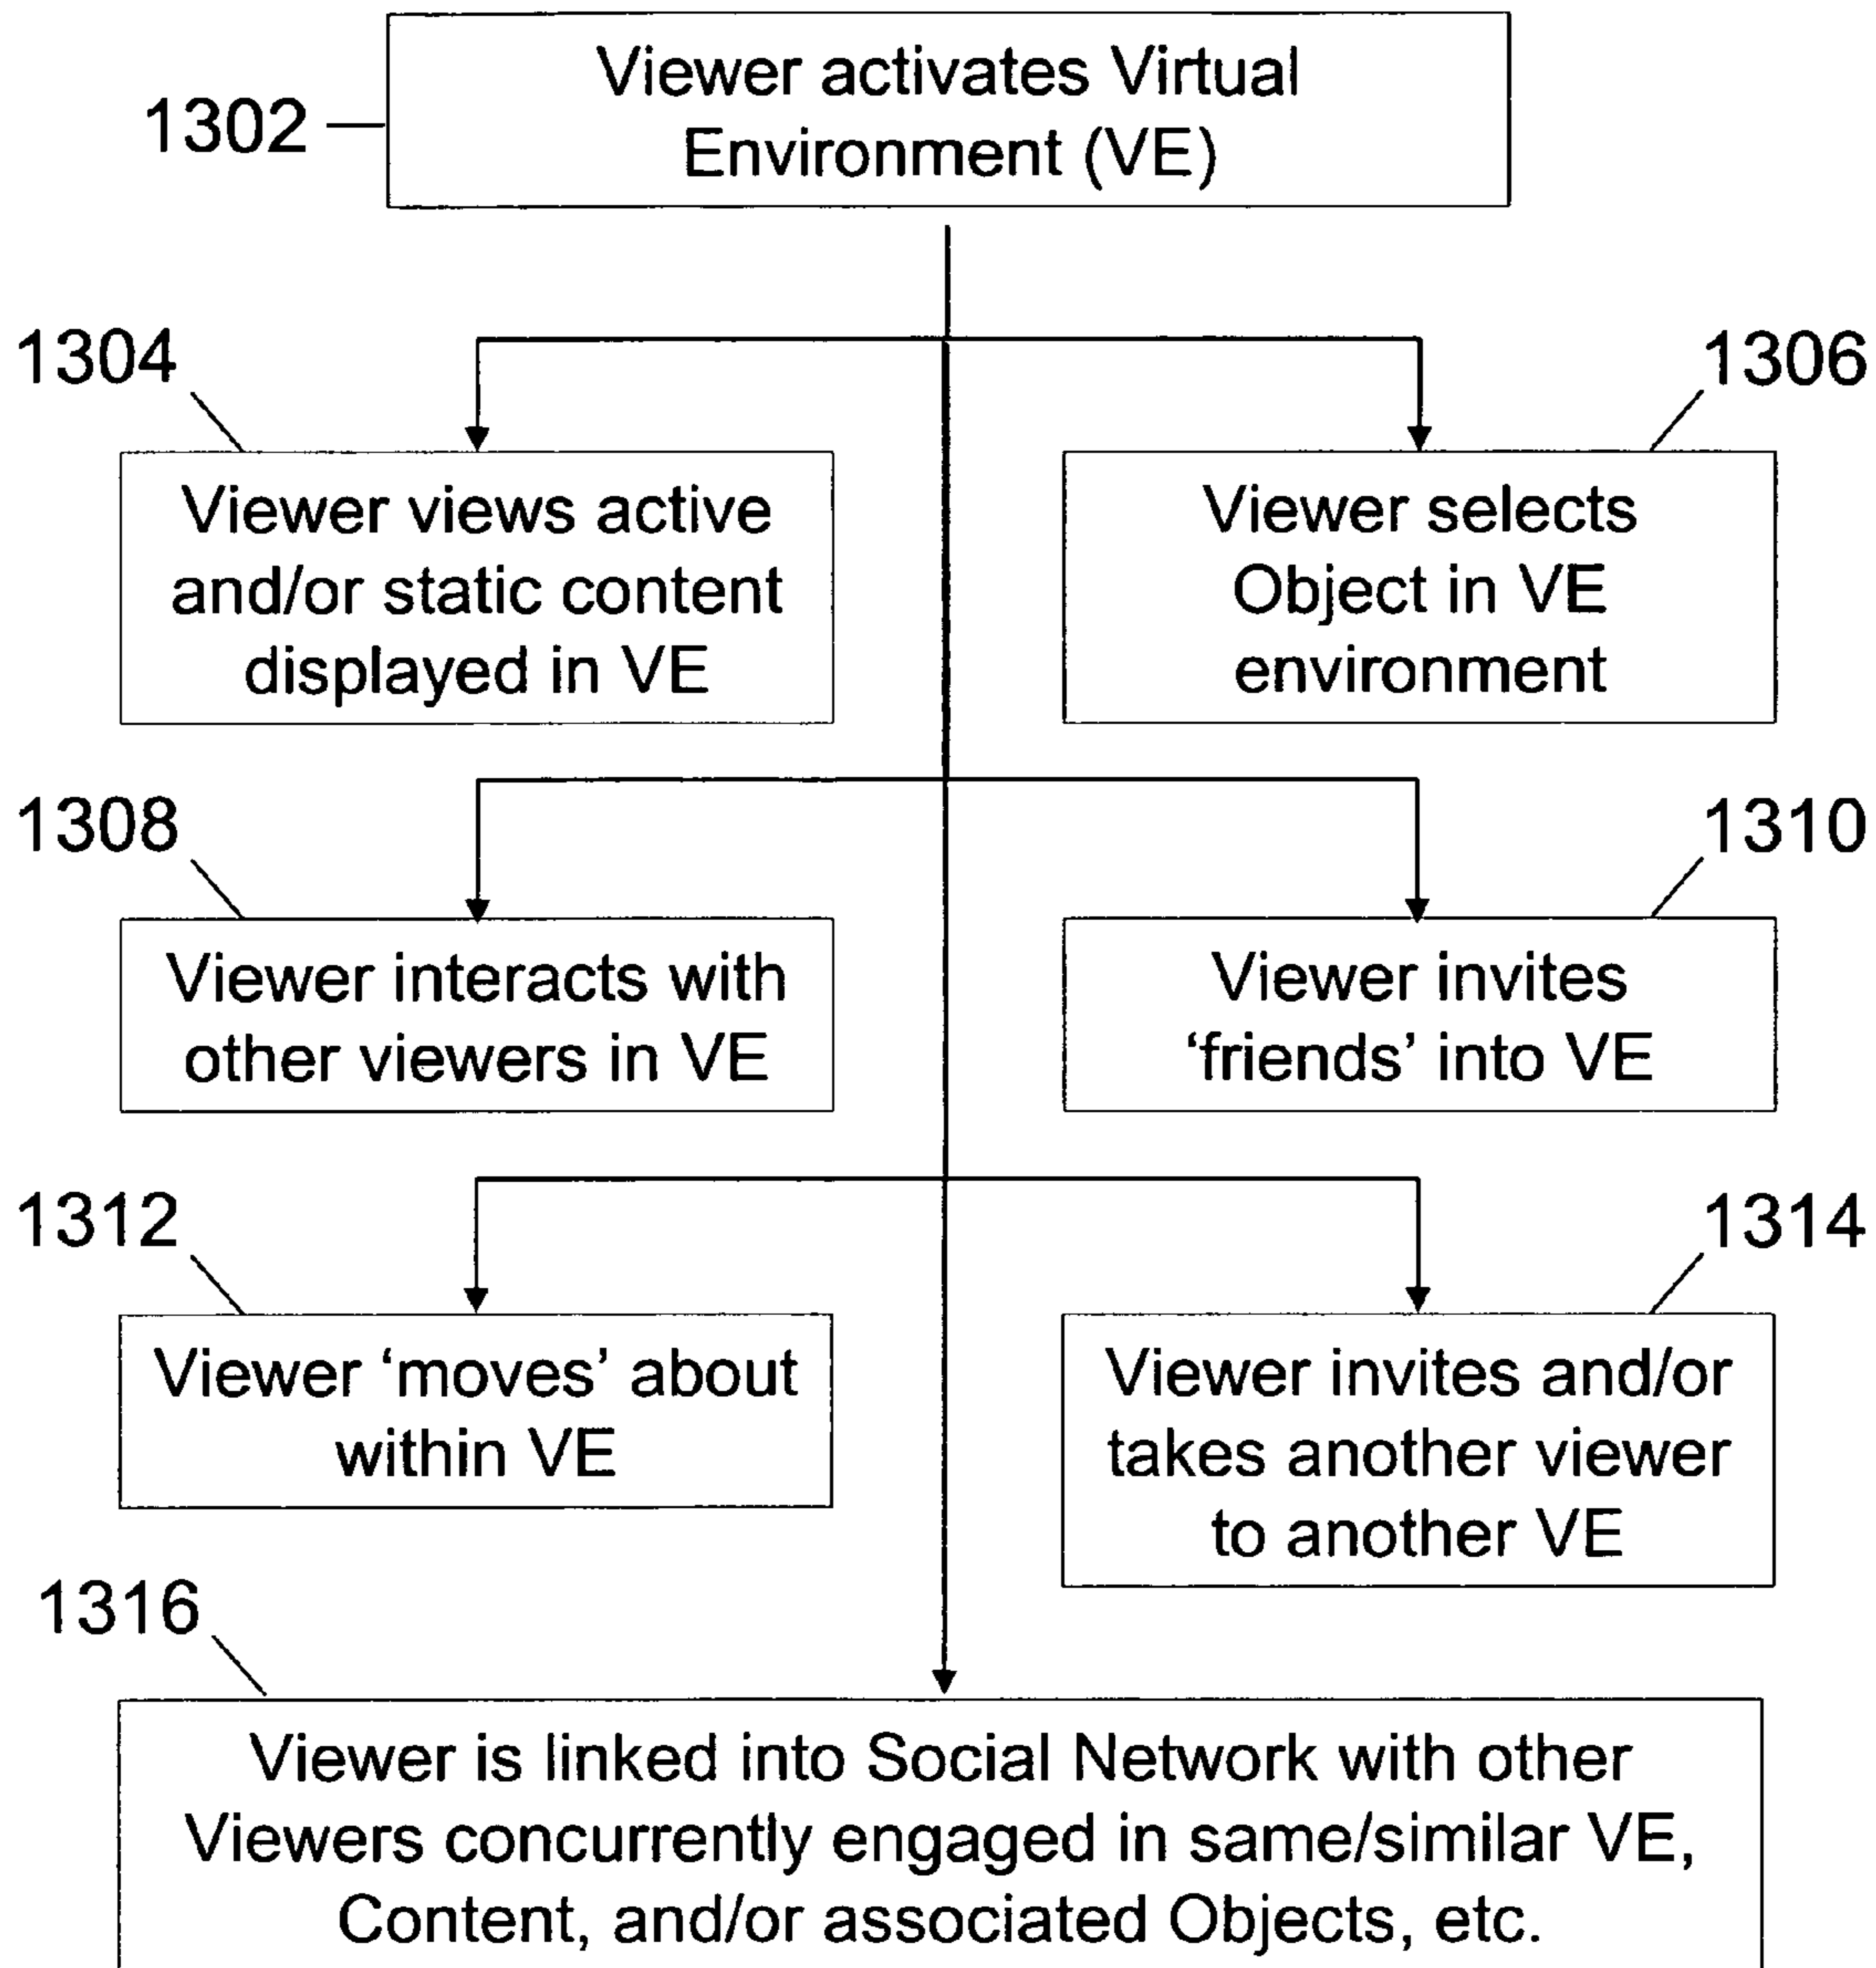 Viewer activates Virtual
Environment (VE)
1302
1304
1306
Viewer views active
and/or static content
displayed in VE
Viewer selects
Object in VE
environment
1308
1310
Viewer interacts with
other viewers in VE
Viewer invites
‘friends’ into VE
1312
1314
Viewer ‘moves’ about
within VE
Viewer invites and/or
takes another viewer
to another VE
1316
Viewer is linked into Social Network with other
Viewers concurrently engaged in same/similar VE,
Content, and/or associated Objects, etc.